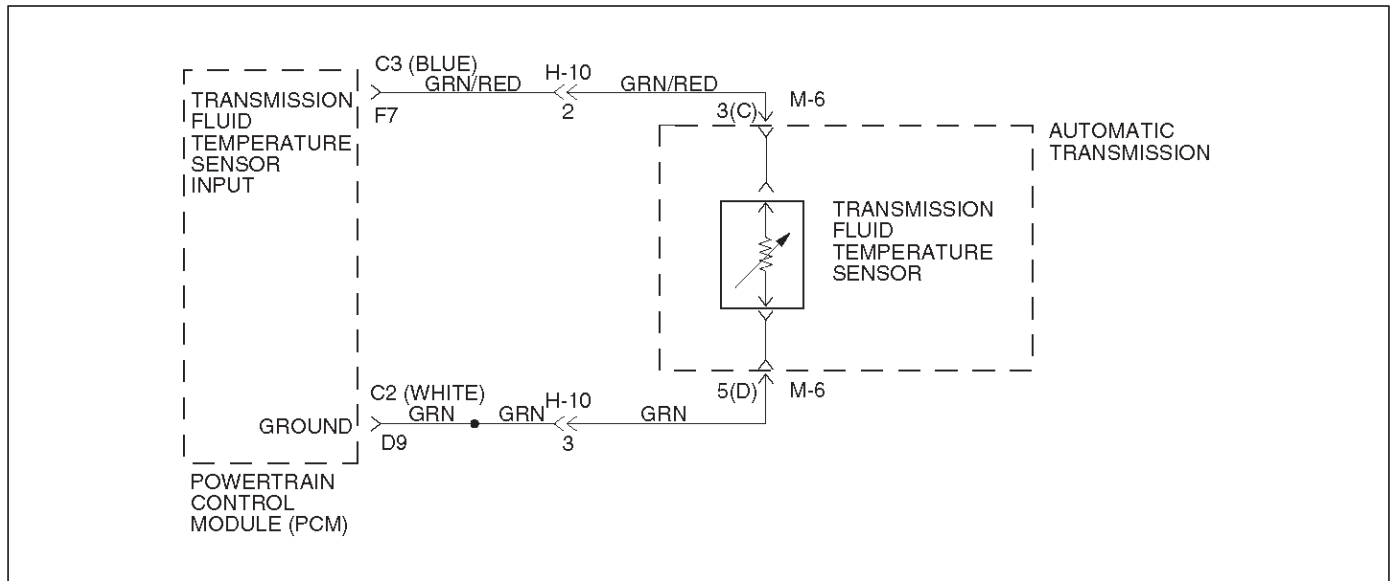 C3 (BLUE)
GRN/RED
H-10
GRN/RED
F7
2
3(C)
M-6
TRANSMISSION
FLUID
TEMPERATURE
SENSOR
INPUT
AUTOMATIC
TRANSMISSION
TRANSMISSION
FLUID
TEMPERATURE
SENSOR
C2 (WHITE)
GRN
GRN
H-10
GRN
5(D)
M-6
GROUND
D9
3
POWERTRAIN
CONTROL
MODULE (PCM)